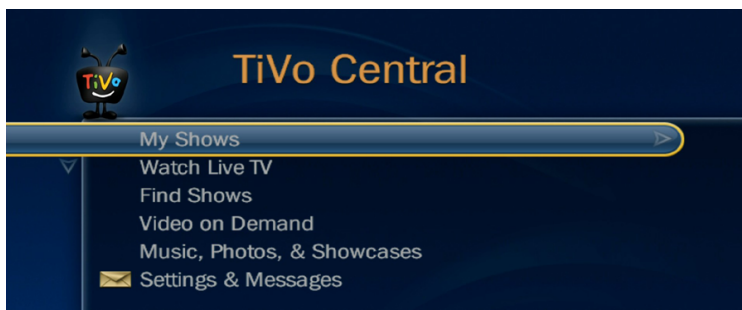 TiVo
TiVo Central
My Shows
Watch Live TV
Find Shows
Video on Demand
Music, Photos, & Showcases
Settings & Messages